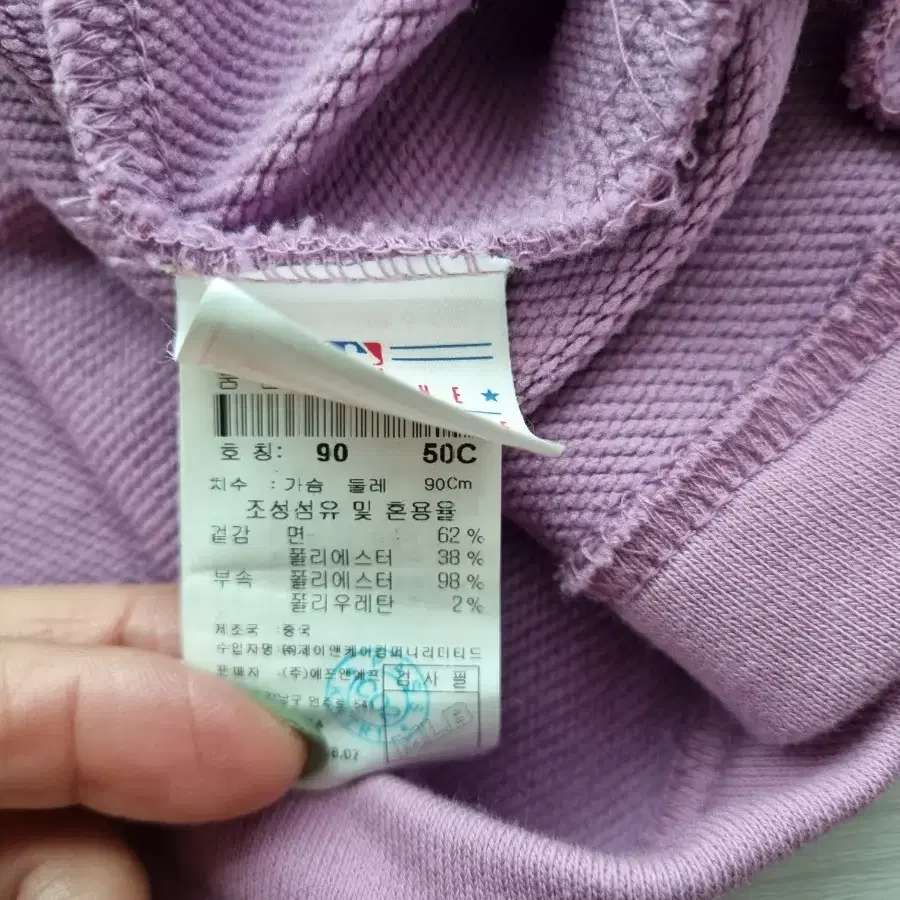 호 칭: 90 50C
치수 : 가슴 둘레 90Cm
조성섬유 및 혼용율
겉감 면 : 62 %
폴리에스터 38 %
부속 폴리에스터 98 %
폴리우레탄 2 %
제조국 : 중국
수입자명 : ㈜제이앤케이컴퍼니리미티드
판매자 -(주)에프앤에프
검 사 필
MLB